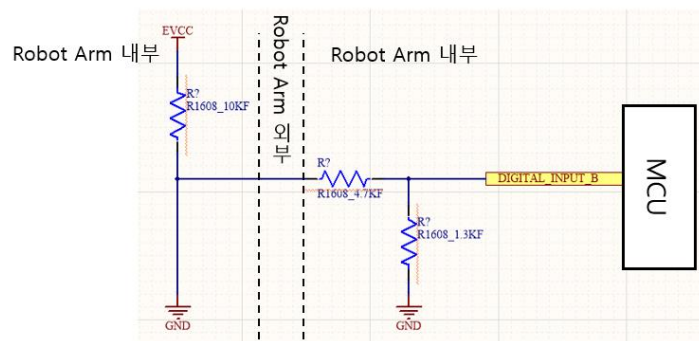 EVCC
Robot Arm 내부
Robot Arm 외부
Robot Arm 내부
R?
R1608_10KF
R?
R1608_4.7KF
DIGITAL_INPUT_B
MCU
R?
R1608_1.3KF
GND
GND